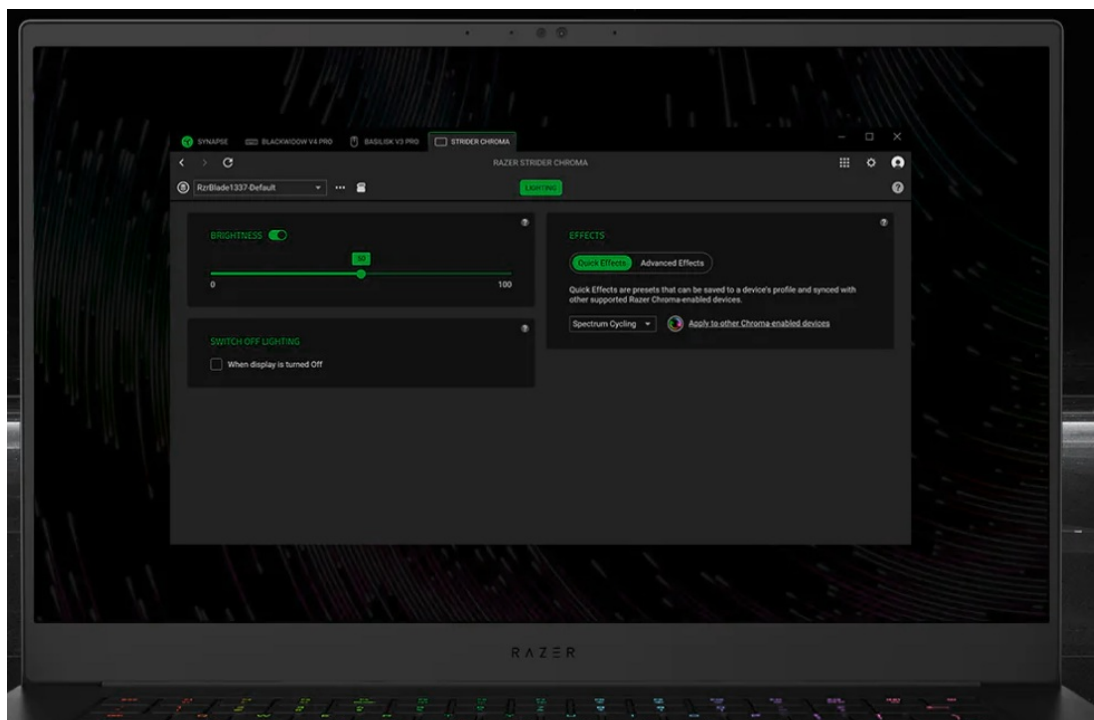 SYNAPSE BLACKWIDOW V4 PRO BASILISK V3 PRO STRIDER CHROMA
RAZER STRIDER CHROMA
RzrBlade1337-Default
LIGHTING
BRIGHTNESS
50
0 100
SWITCH OFF LIGHTING
When display is turned Off
EFFECTS
Quick Effects Advanced Effects
Quick Effects are presets that can be saved to a device's profile and synced with
other supported Razer Chroma-enabled devices.
Spectrum Cycling Apply to other Chroma-enabled devices
RAZER